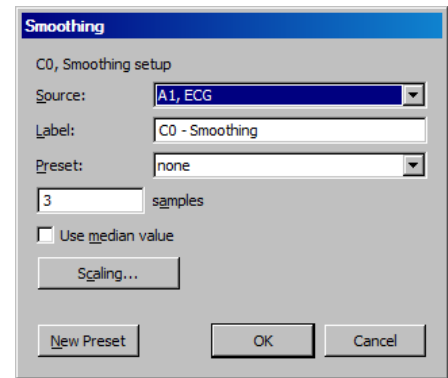 Smoothing
C0, Smoothing setup
Source: A1, ECG
Label: C0 - Smoothing
Preset: none
3 samples
Use median value
Scaling...
New Preset OK Cancel